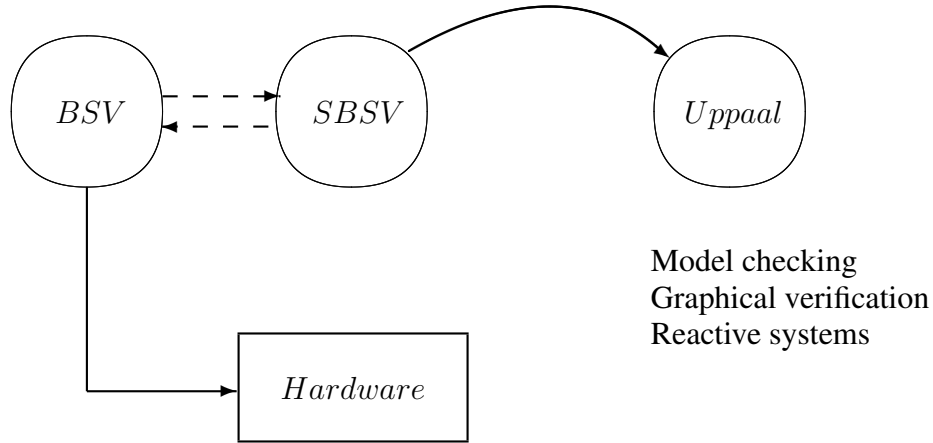 BSV
SBSV
Uppaal
Model checking
Graphical verification
Reactive systems
Hardware